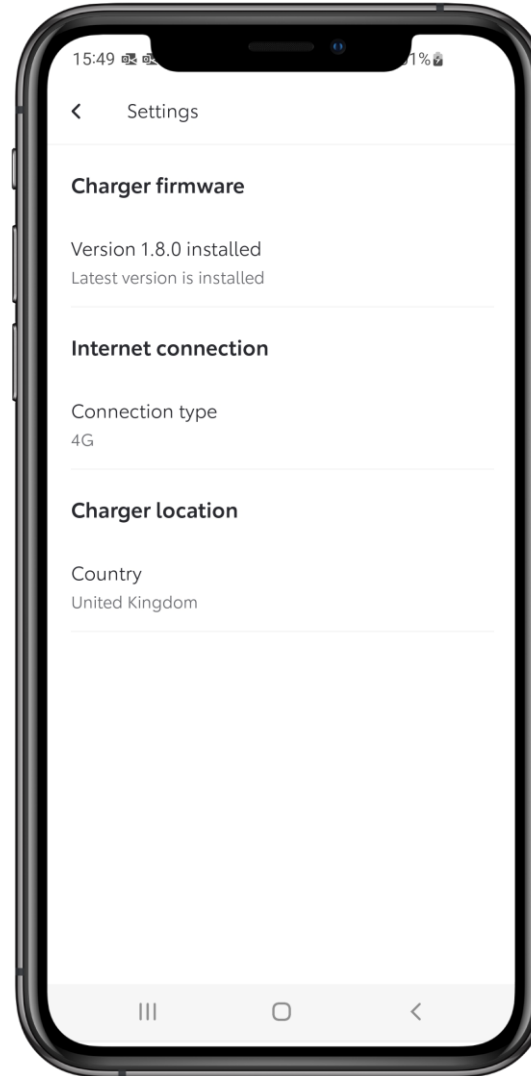 15:49
1%
Settings
Charger firmware
Version 1.8.0 installed
Latest version is installed
Internet connection
Connection type
4G
Charger location
Country
United Kingdom